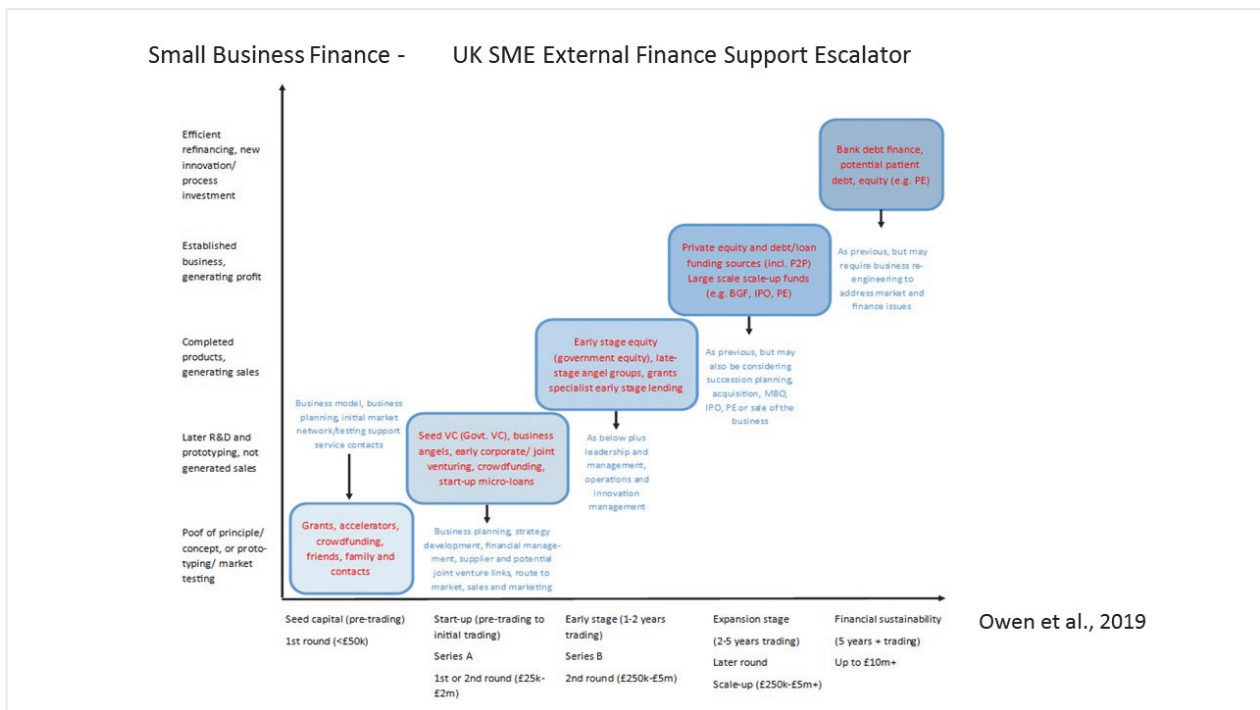 Small Business Finance - UK SME External Finance Support Escalator
Efficient
refinancing, new
innovation/
process
investment
Bank debt finance,
potential patient
debt, equity (e.g. PE)
Established
business,
generating profit
Private equity and debt/loan
funding sources (incl. P2P)
Large scale scale-up funds
(e.g. BGF, IPO, PE)
As previous, but may
require business re-
engineering to
address market and
finance issues
Completed
products,
generating sales
Early stage equity
(government equity), late-
stage angel groups, grants
specialist early stage lending
As previous, but may
also be considering
succession planning,
acquisition, MBO,
IPO, PE or sale of the
business
Business model, business
planning, initial market
network/testing support
service contacts
Later R&D and
prototyping, not
generated sales
Seed VC (Govt. VC), business
angels, early corporate/ joint
venturing, crowdfunding,
start-up micro-loans
As below plus
leadership and
management,
operations and
innovation
management
Poof of principle/
concept, or proto-
typing/ market
testing
Grants, accelerators,
crowdfunding,
friends, family and
contacts
Business planning, strategy
development, financial manage-
ment, supplier and potential
joint venture links, route to
market, sales and marketing
Seed capital (pre-trading)
1st round (<£50k)
Start-up (pre-trading to
initial trading)
Series A
1st or 2nd round (£25k-
£2m)
Early stage (1-2 years
trading)
Series B
2nd round (£250k-£5m)
Expansion stage
(2-5 years trading)
Later round
Scale-up (£250k-£5m+)
Financial sustainability
(5 years + trading)
Up to £10m+
Owen et al., 2019